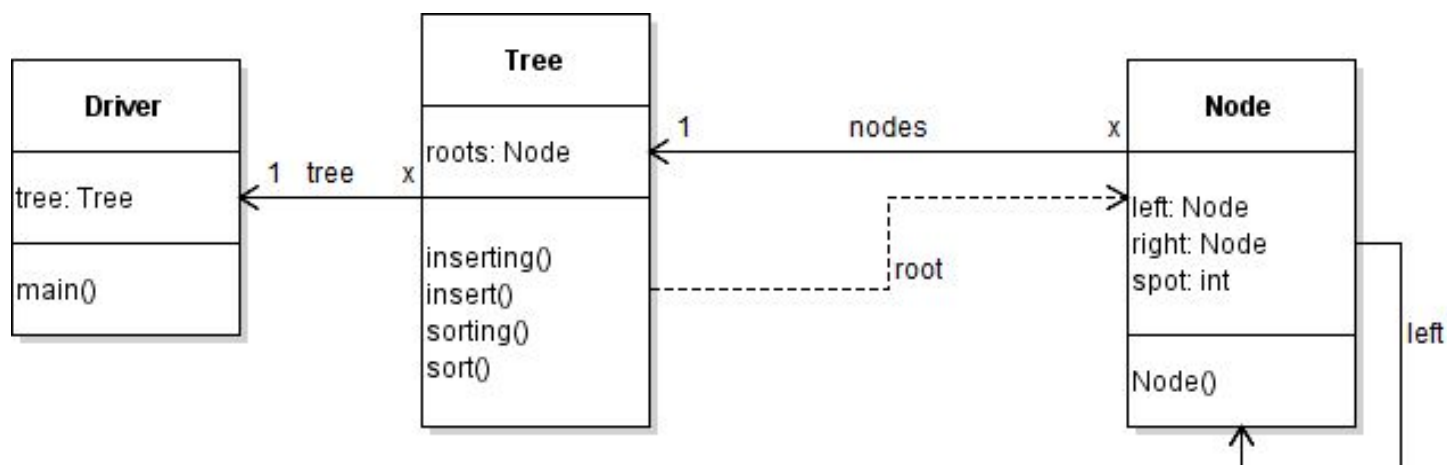 Driver
tree: Tree
main()
1 tree x
Tree
roots: Node
inserting()
insert()
sorting()
sort()
1 nodes x
root
Node
left: Node
right: Node
spot: int
Node()
left